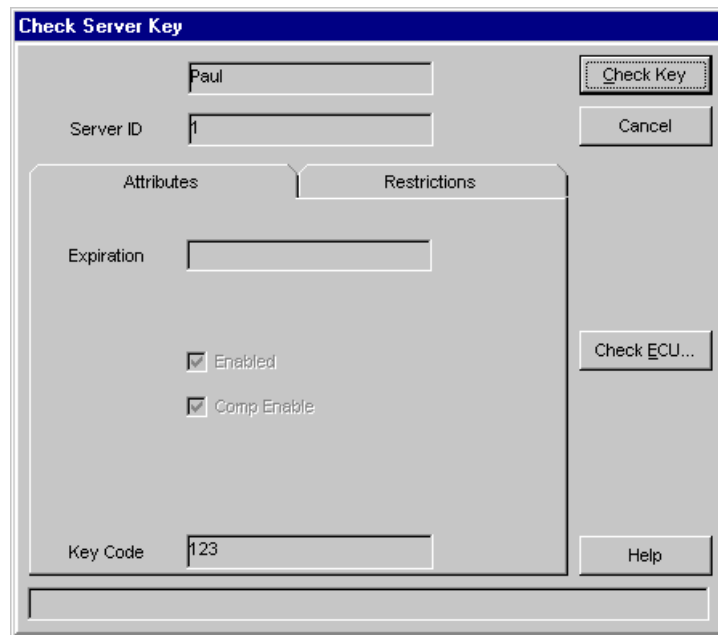 Check Server Key
Paul
Check Key
Server ID 1
Cancel
Attributes Restrictions
Expiration
Enabled
Check ECU...
Comp Enable
Key Code 123
Help